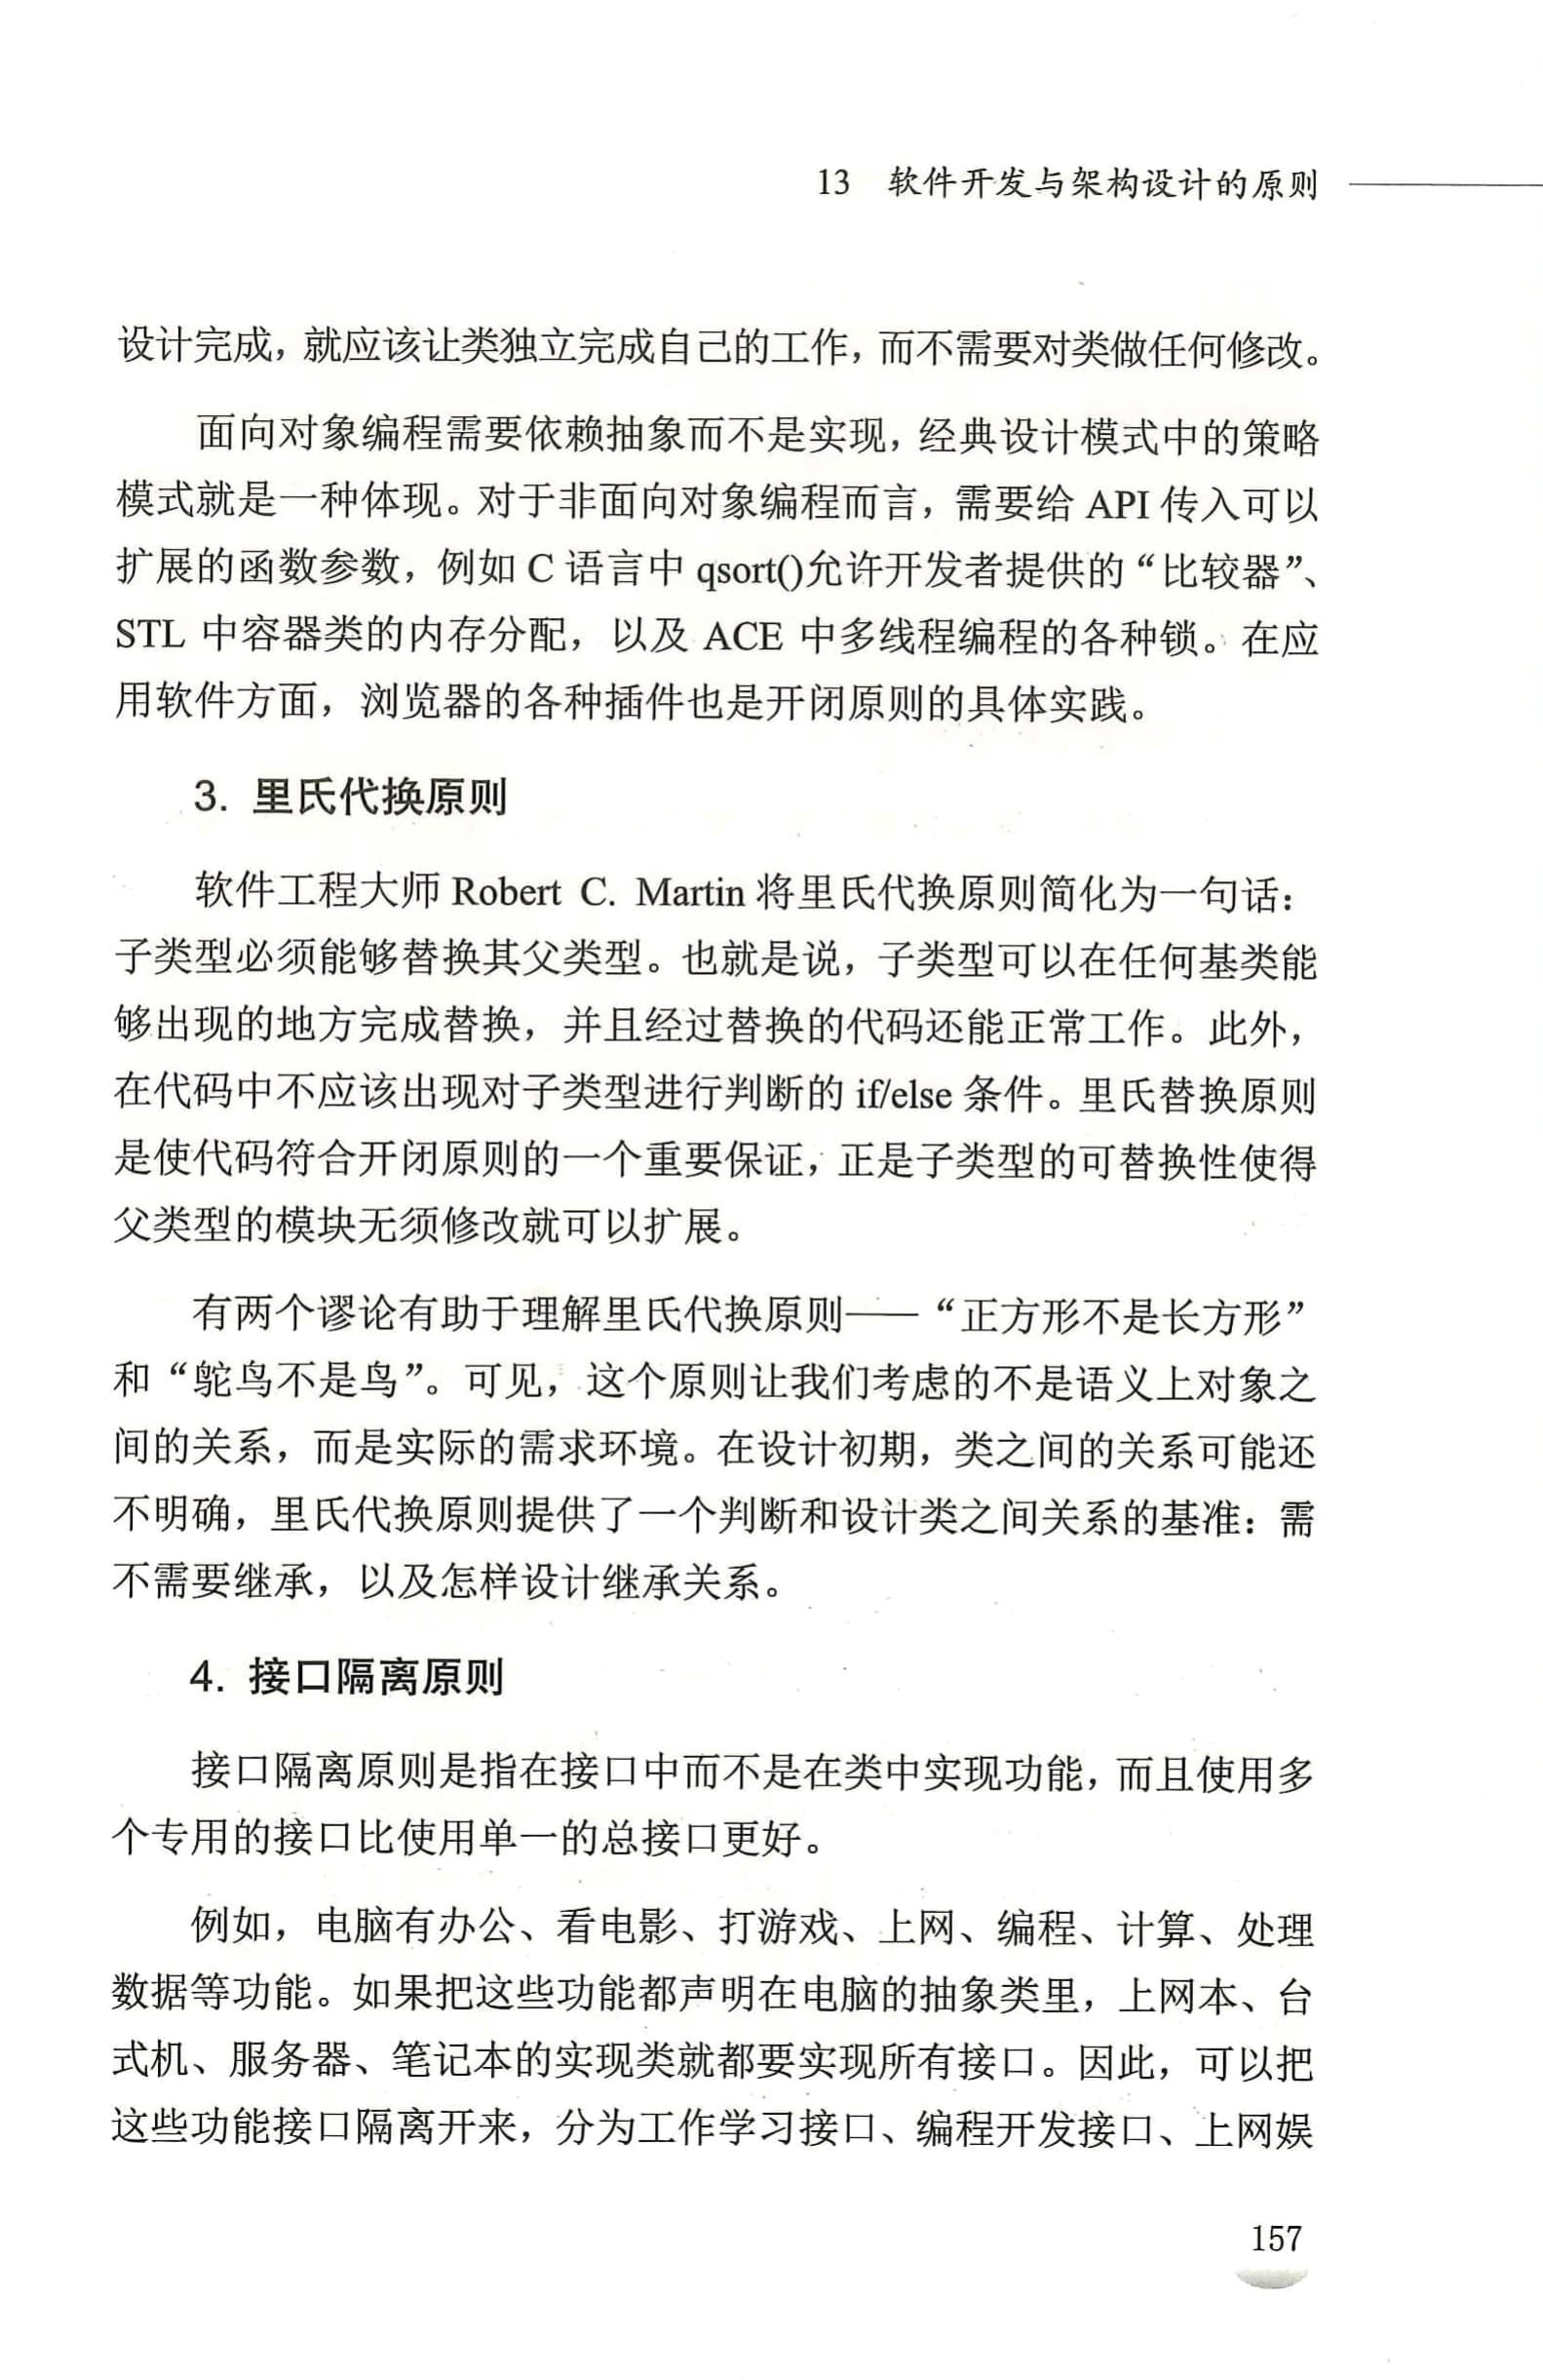 13 软件开发与架构设计的原则
设计完成，就应该让类独立完成自己的工作，而不需要对类做任何修改。
面向对象编程需要依赖抽象而不是实现，经典设计模式中的策略
模式就是一种体现。对于非面向对象编程而言，需要给 API 传入可以
扩展的函数参数，例如 C 语言中 qsort()允许开发者提供的“比较器”、
STL 中容器类的内存分配，以及 ACE 中多线程编程的各种锁。在应
用软件方面，浏览器的各种插件也是开闭原则的具体实践。
3. 里氏代换原则
软件工程大师 Robert C. Martin 将里氏代换原则简化为一句话：
子类型必须能够替换其父类型。也就是说，子类型可以在任何基类能
够出现的地方完成替换，并且经过替换的代码还能正常工作。此外，
在代码中不应该出现对子类型进行判断的 if/else 条件。里氏替换原则
是使代码符合开闭原则的一个重要保证，正是子类型的可替换性使得
父类型的模块无须修改就可以扩展。
有两个谬论有助于理解里氏代换原则——“正方形不是长方形”
和“鸵鸟不是鸟”。可见，这个原则让我们考虑的不是语义上对象之
间的关系，而是实际的需求环境。在设计初期，类之间的关系可能还
不明确，里氏代换原则提供了一个判断和设计类之间关系的基准：需
不需要继承，以及怎样设计继承关系。
4. 接口隔离原则
接口隔离原则是指在接口中而不是在类中实现功能，而且使用多
个专用的接口比使用单一的总接口更好。
例如，电脑有办公、看电影、打游戏、上网、编程、计算、处理
数据等功能。如果把这些功能都声明在电脑的抽象类里，上网本、台
式机、服务器、笔记本的实现类就都要实现所有接口。因此，可以把
这些功能接口隔离开来，分为工作学习接口、编程开发接口、上网娱
157